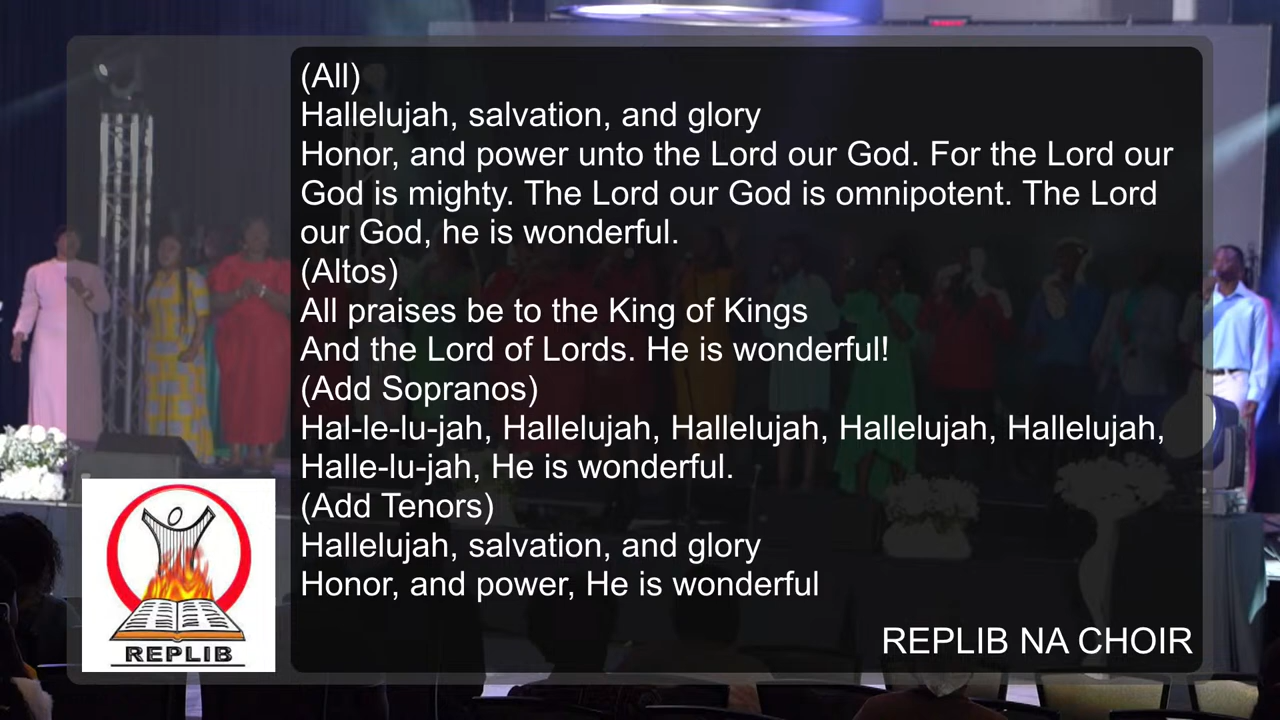 (All)
Hallelujah, salvation, and glory
Honor, and power unto the Lord our God. For the Lord our
God is mighty. The Lord our God is omnipotent. The Lord
our God, he is wonderful.
(Altos)
All praises be to the King of Kings
And the Lord of Lords. He is wonderful!
(Add Sopranos)
Hal-le-lu-jah, Hallelujah, Hallelujah, Hallelujah, Hallelujah,
Halle-lu-jah, He is wonderful.
(Add Tenors)
Hallelujah, salvation, and glory
Honor, and power, He is wonderful
REPLIB
REPLIB NA CHOIR